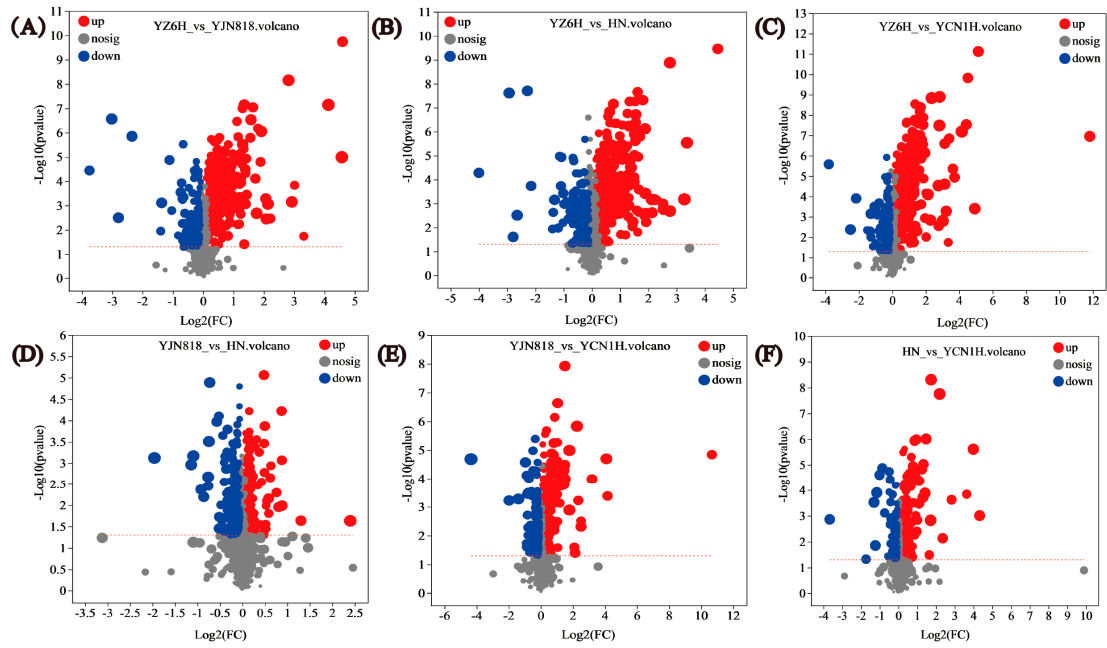 (A)
YZ6H_vs_YJN818.volcano
up
nosig
down
11
10
9
8
7
6
5
4
3
2
1
0
-Log10(pvalue)
-4 -3 -2 -1 0 1 2 3 4 5
Log2(FC)
(B)
YZ6H_vs_HN.volcano
up
nosig
down
11
10
9
8
7
6
5
4
3
2
1
0
-Log10(pvalue)
-5 -4 -3 -2 -1 0 1 2 3 4 5
Log2(FC)
(C)
YZ6H_vs_YCN1H.volcano
up
nosig
down
13
12
11
10
9
8
7
6
5
4
3
2
1
0
-Log10(pvalue)
-4 -2 0 2 4 6 8 10 12
Log2(FC)
(D)
YJN818_vs_HN.volcano
up
nosig
down
6
5.5
5
4.5
4
3.5
3
2.5
2
1.5
1
0.5
0
-Log10(pvalue)
-3.5 -2.5 -2 -1.5 -1 -0.5 0 0.5 1 1.5 2 2.5
Log2(FC)
(E)
YJN818_vs_YCN1H.volcano
up
nosig
down
9
8
7
6
5
4
3
2
1
0
-Log10(pvalue)
-6 -4 -2 0 2 4 6 8 10 12
Log2(FC)
(F)
HN_vs_YCN1H.volcano
up
nosig
down
10
9
8
7
6
5
4
3
2
1
0
-Log10(pvalue)
-4 -3 -2 -1 0 1 2 3 4 5 6 7 8 9 10
Log2(FC)